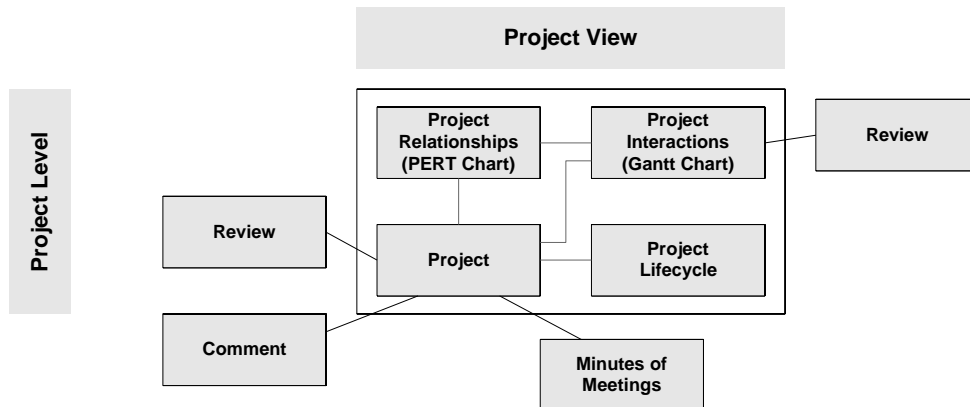 Project View
Project Level
Project
Relationships
(PERT Chart)
Project
Interactions
(Gantt Chart)
Review
Review
Project
Project
Lifecycle
Comment
Minutes of
Meetings